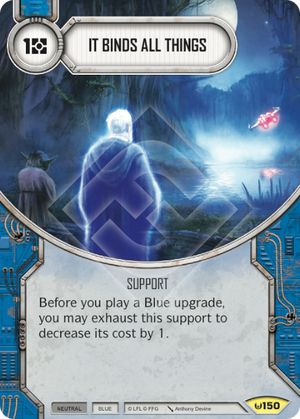 1
IT BINDS ALL THINGS
SUPPORT
Before you play a Blue upgrade,
you may exhaust this support to
decrease its cost by 1.
NEUTRAL BLUE © LFL © FFG Anthony Devine 150